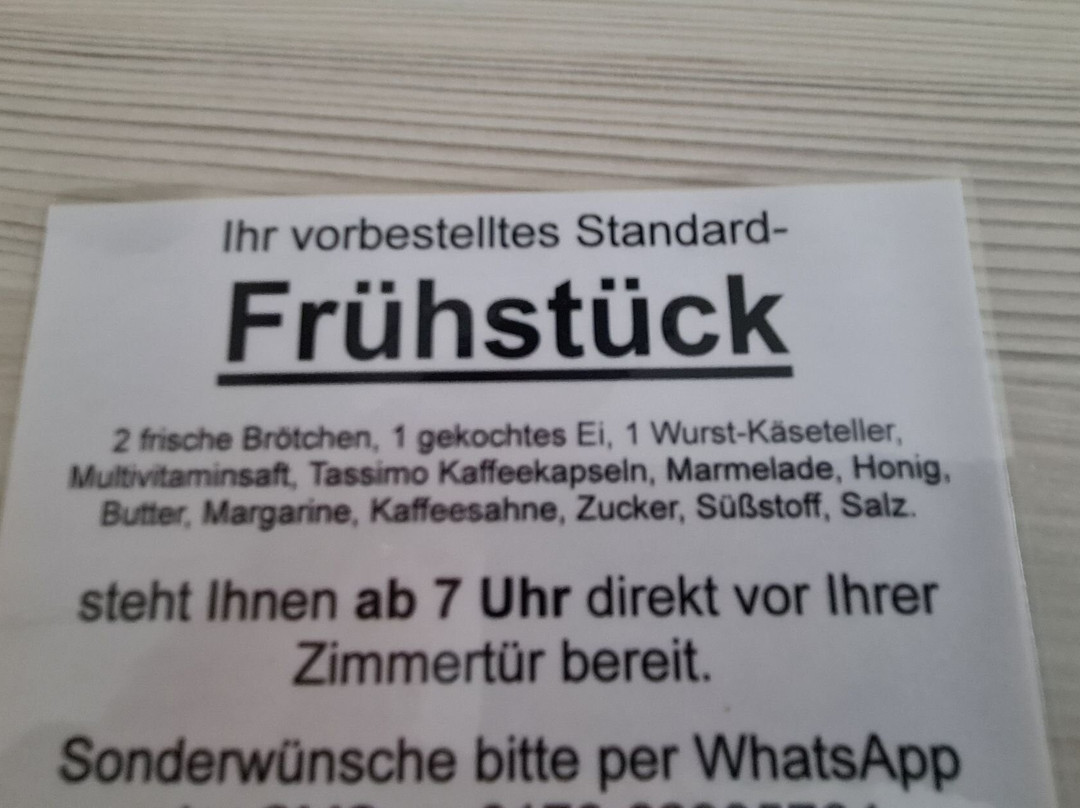 Ihr vorbestelltes Standard-
Frühstück
2 frische Brötchen, 1 gekochtes Ei, 1 Wurst-Käseteller,
Multivitaminsaft, Tassimo Kaffeekapseln, Marmelade, Honig,
Butter, Margarine, Kaffeesahne, Zucker, Süßstoff, Salz.
steht Ihnen ab 7 Uhr direkt vor Ihrer
Zimmertür bereit.
Sonderwünsche bitte per WhatsApp